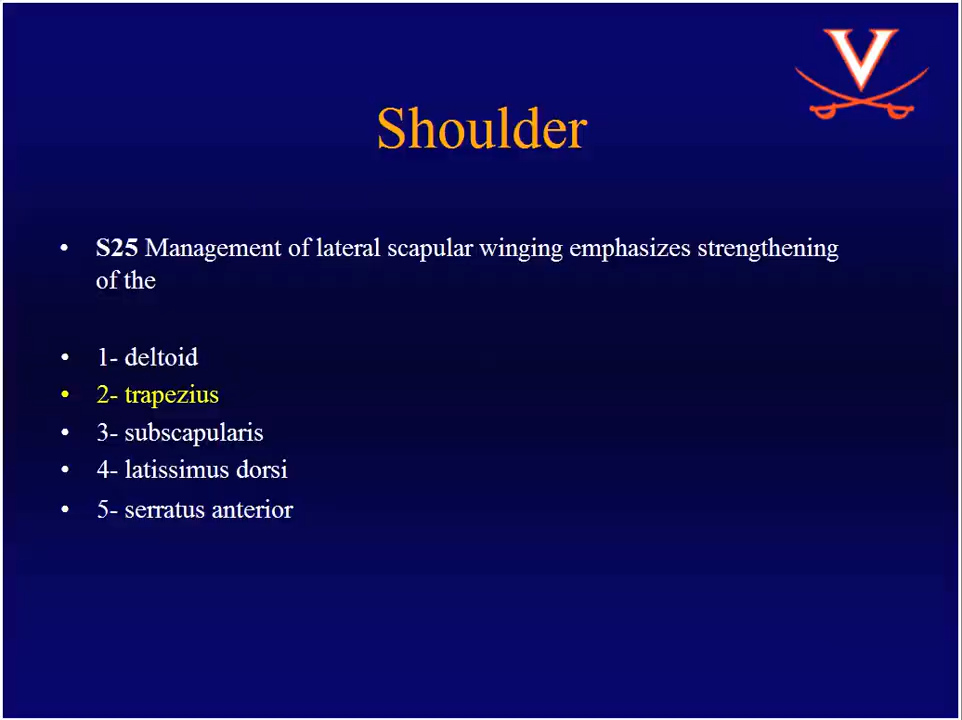 V
Shoulder
• S25 Management of lateral scapular winging emphasizes strengthening
of the
• 1- deltoid
• 2- trapezius
• 3- subscapularis
• 4- latissimus dorsi
• 5- serratus anterior